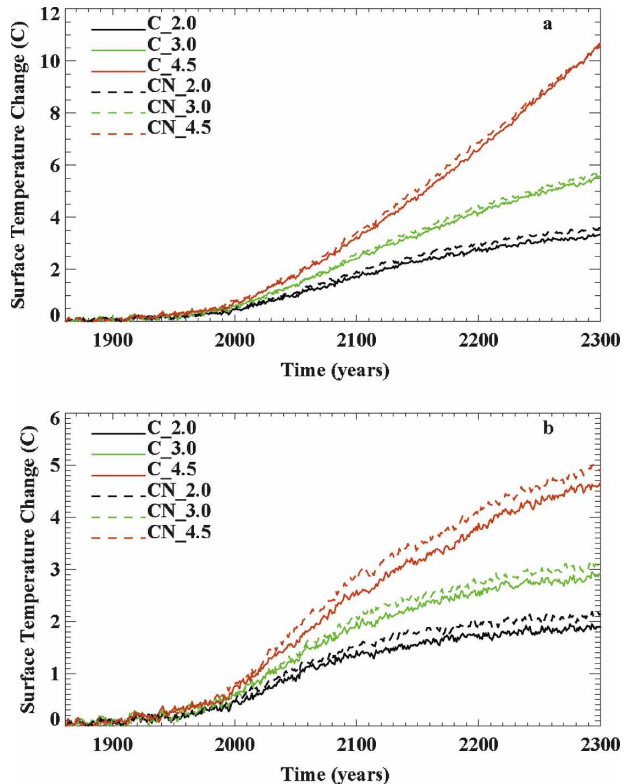 12
10
8
6
4
2
0
Surface Temperature Change (C)
C_2.0
C_3.0
C_4.5
CN_2.0
CN_3.0
CN_4.5
a
1900 2000 2100 2200 2300
Time (years)
6
5
4
3
2
1
0
Surface Temperature Change (C)
C_2.0
C_3.0
C_4.5
CN_2.0
CN_3.0
CN_4.5
b
1900 2000 2100 2200 2300
Time (years)